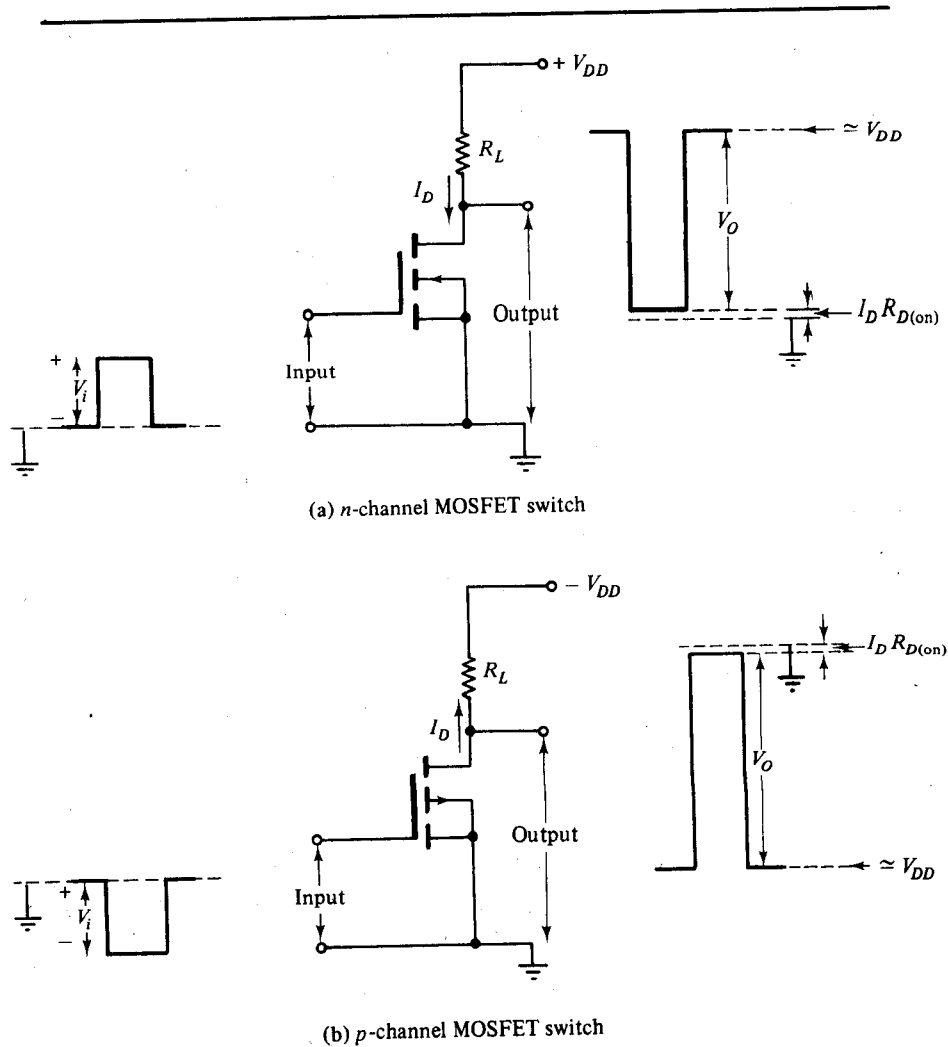 + V_DD
R_L
I_D
Output
Input
+
V_i
−
≃ V_DD
V_O
I_D R_D(on)
(a) n-channel MOSFET switch
− V_DD
R_L
I_D
Output
Input
+
V_i
−
I_D R_D(on)
V_O
≃ V_DD
(b) p-channel MOSFET switch